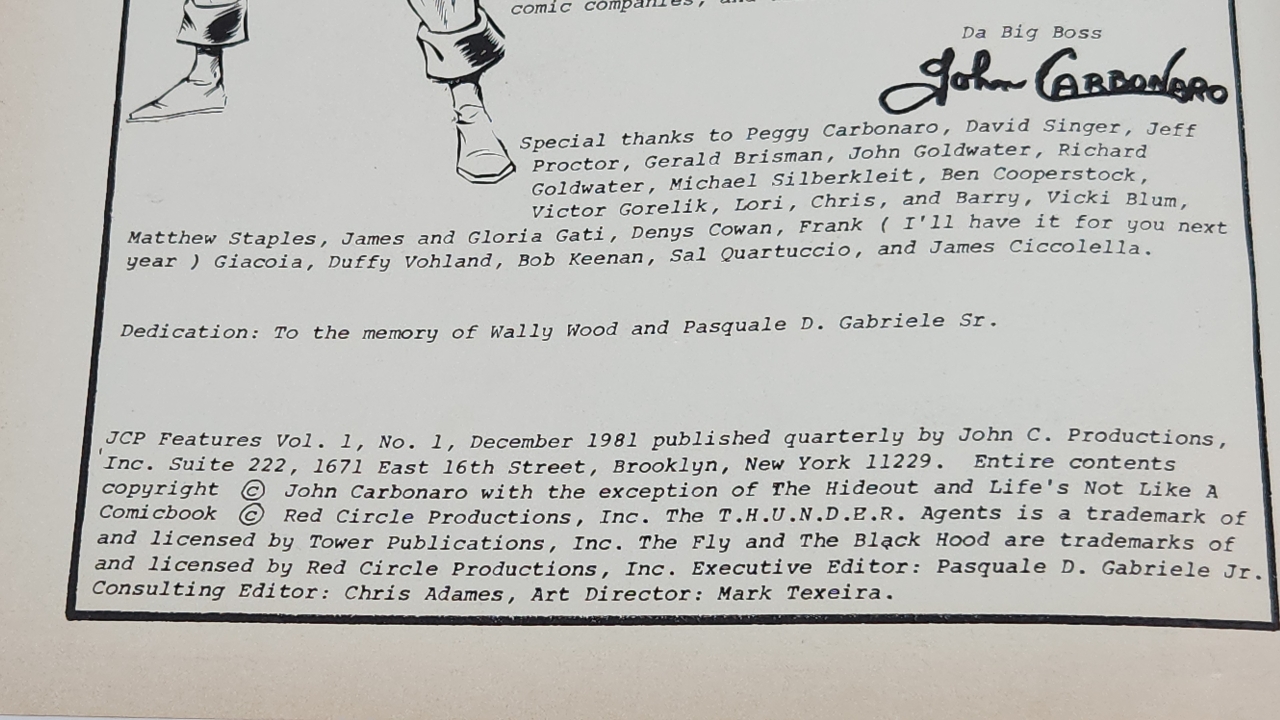 comic companies, and
Da Big Boss
John CARBONARO
Special thanks to Peggy Carbonaro, David Singer, Jeff
Proctor, Gerald Brisman, John Goldwater, Richard
Goldwater, Michael Silberkleit, Ben Cooperstock,
Victor Gorelik, Lori, Chris, and Barry, Vicki Blum,
Matthew Staples, James and Gloria Gati, Denys Cowan, Frank ( I'll have it for you next
year ) Giacoia, Duffy Vohland, Bob Keenan, Sal Quartuccio, and James Ciccolella.
Dedication: To the memory of Wally Wood and Pasquale D. Gabriele Sr.
JCP Features Vol. 1, No. 1, December 1981 published quarterly by John C. Productions,
Inc. Suite 222, 1671 East 16th Street, Brooklyn, New York 11229. Entire contents
copyright © John Carbonaro with the exception of The Hideout and Life's Not Like A
Comicbook © Red Circle Productions, Inc. The T.H.U.N.D.E.R. Agents is a trademark of
and licensed by Tower Publications, Inc. The Fly and The Black Hood are trademarks of
and licensed by Red Circle Productions, Inc. Executive Editor: Pasquale D. Gabriele Jr.
Consulting Editor: Chris Adames, Art Director: Mark Texeira.